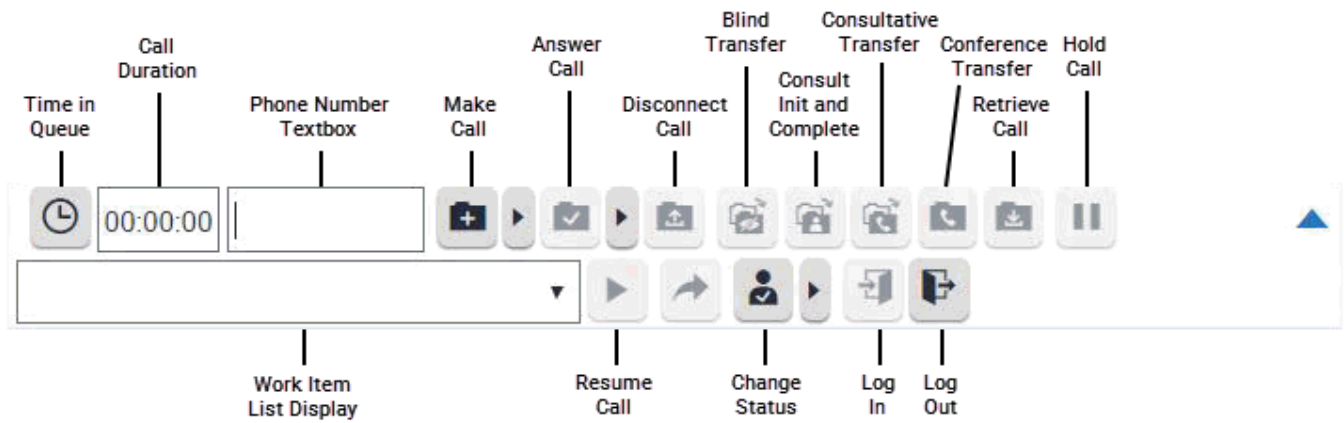 Blind
Transfer
Consultative
Transfer
Call
Duration
Answer
Call
Conference
Transfer
Hold
Call
Consult
Init and
Complete
Time in
Queue
Phone Number
Textbox
Make
Call
Disconnect
Call
Retrieve
Call
00:00:00
Work Item
List Display
Resume
Call
Change
Status
Log
In
Log
Out